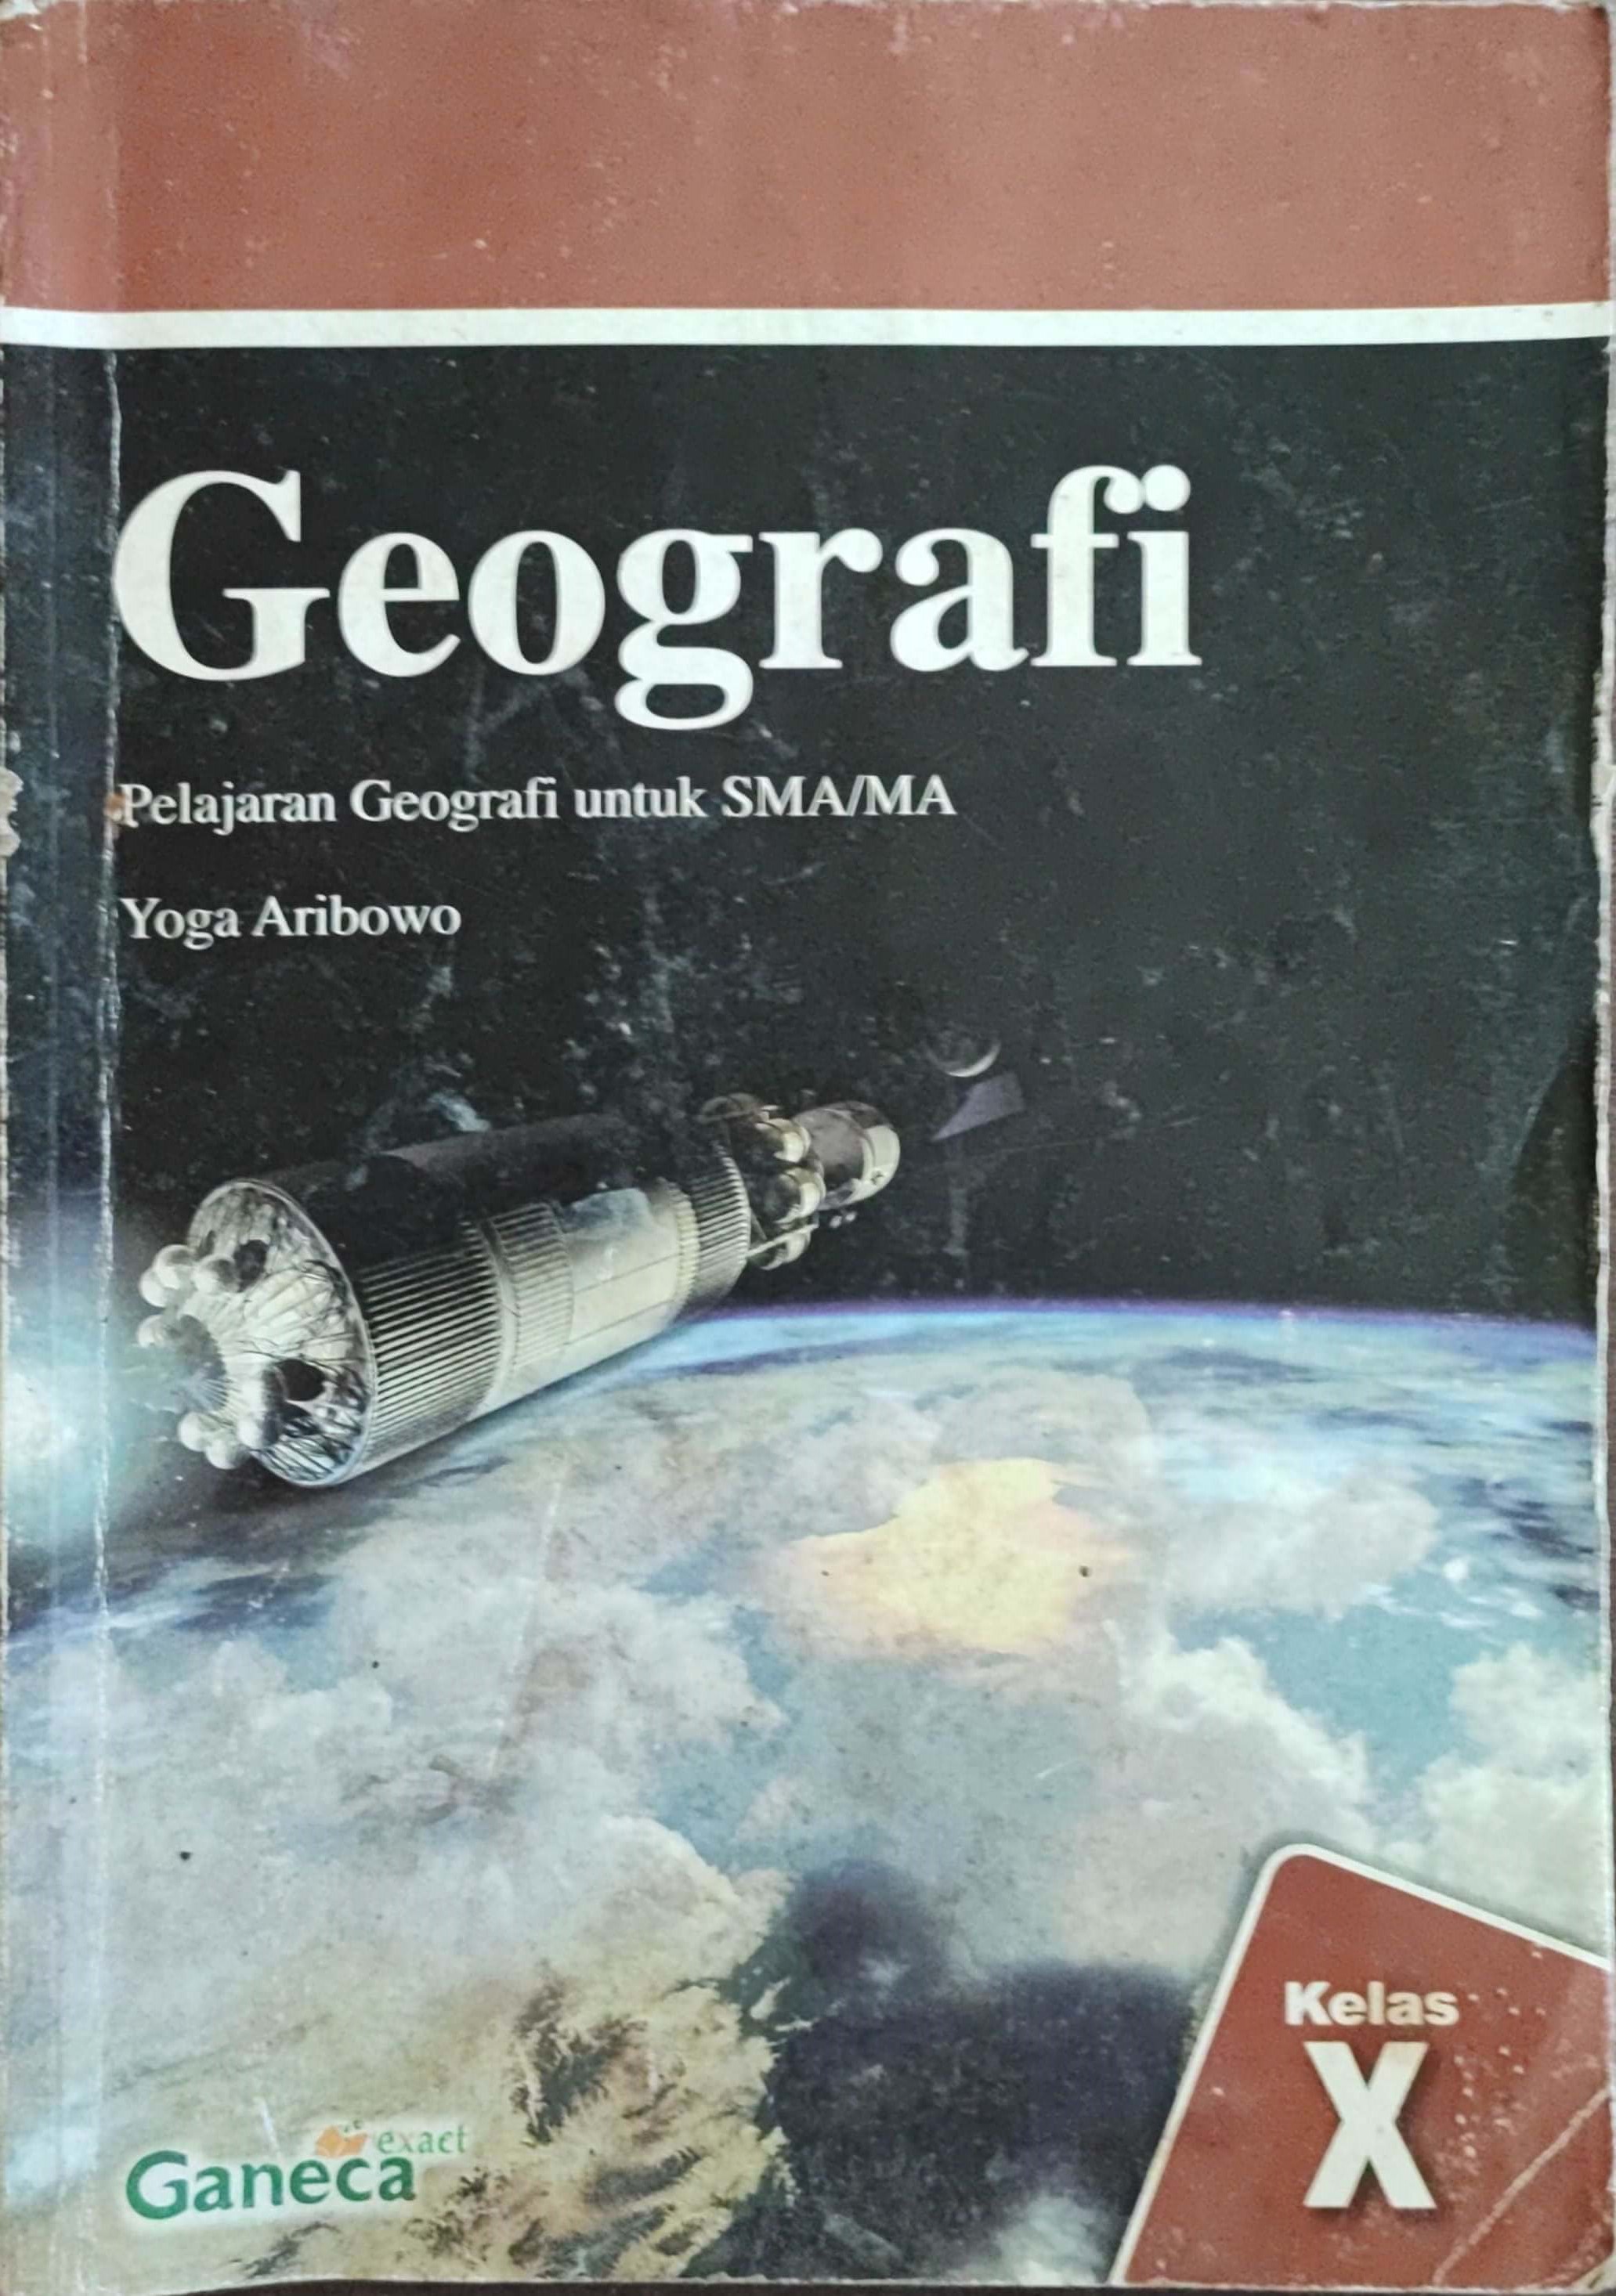 Geografi
Pelajaran Geografi untuk SMA/MA
Yoga Aribowo
Kelas
X
exact
Ganeca